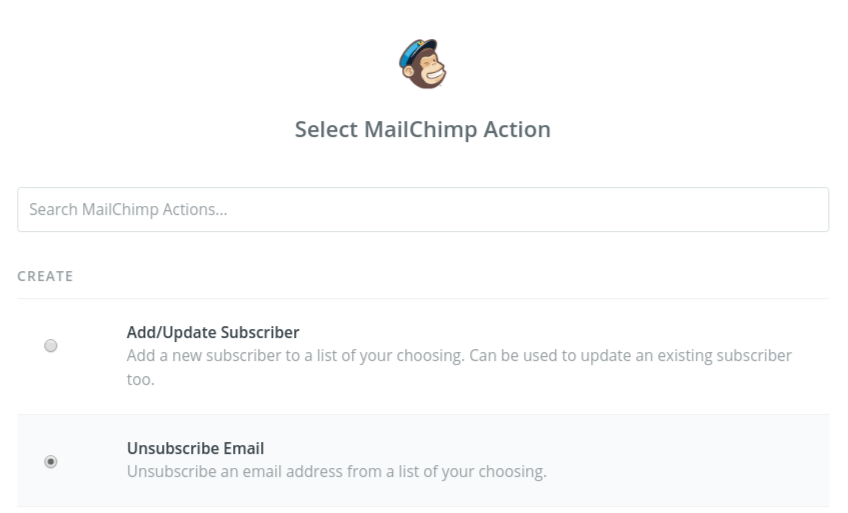 Select MailChimp Action
Search MailChimp Actions...
CREATE
Add/Update Subscriber
Add a new subscriber to a list of your choosing. Can be used to update an existing subscriber
too.
Unsubscribe Email
Unsubscribe an email address from a list of your choosing.